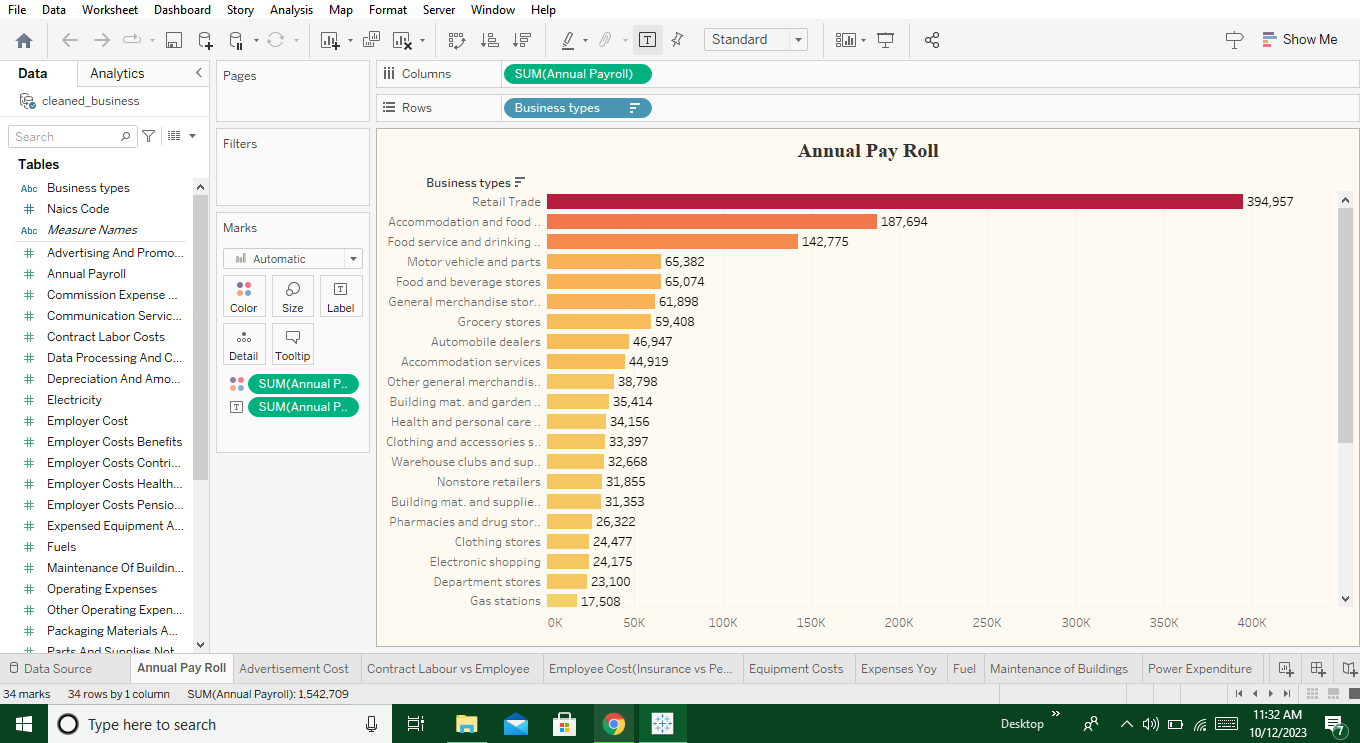 File Data Worksheet Dashboard Story Analysis Map Format Server Window Help
Standard
Show Me
Data Analytics
cleaned_business
Search
Tables
Abc Business types
# Naics Code
Abc Measure Names
# Advertising And Promo...
# Annual Payroll
# Commission Expense ...
# Communication Servic...
# Contract Labor Costs
# Data Processing And C...
# Depreciation And Amo...
# Electricity
# Employer Cost
# Employer Costs Benefits
# Employer Costs Contri...
# Employer Costs Health...
# Employer Costs Pensio...
# Expensed Equipment A...
# Fuels
# Maintenance Of Buildin...
# Operating Expenses
# Other Operating Expen...
# Packaging Materials A...
# Parts And Supplies Not
Pages
Filters
Marks
Automatic
Color Size Label
Detail Tooltip
SUM(Annual P..
T SUM(Annual P..
Columns SUM(Annual Payroll)
Rows Business types
Annual Pay Roll
Business types
Retail Trade 394,957
Accommodation and food .. 187,694
Food service and drinking .. 142,775
Motor vehicle and parts 65,382
Food and beverage stores 65,074
General merchandise stor.. 61,898
Grocery stores 59,408
Automobile dealers 46,947
Accommodation services 44,919
Other general merchandis.. 38,798
Building mat. and garden .. 35,414
Health and personal care .. 34,156
Clothing and accessories s.. 33,397
Warehouse clubs and sup.. 32,668
Nonstore retailers 31,855
Building mat. and supplie.. 31,353
Pharmacies and drug stor.. 26,322
Clothing stores 24,477
Electronic shopping 24,175
Department stores 23,100
Gas stations 17,508
0K 50K 100K 150K 200K 250K 300K 350K 400K
Data Source Annual Pay Roll Advertisement Cost Contract Labour vs Employee Employee Cost(Insurance vs Pe... Equipment Costs Expenses Yoy Fuel Maintenance of Buildings Power Expenditure
34 marks 34 rows by 1 column SUM(Annual Payroll): 1,542,709
Type here to search
Desktop
11:32 AM
10/12/2023
7